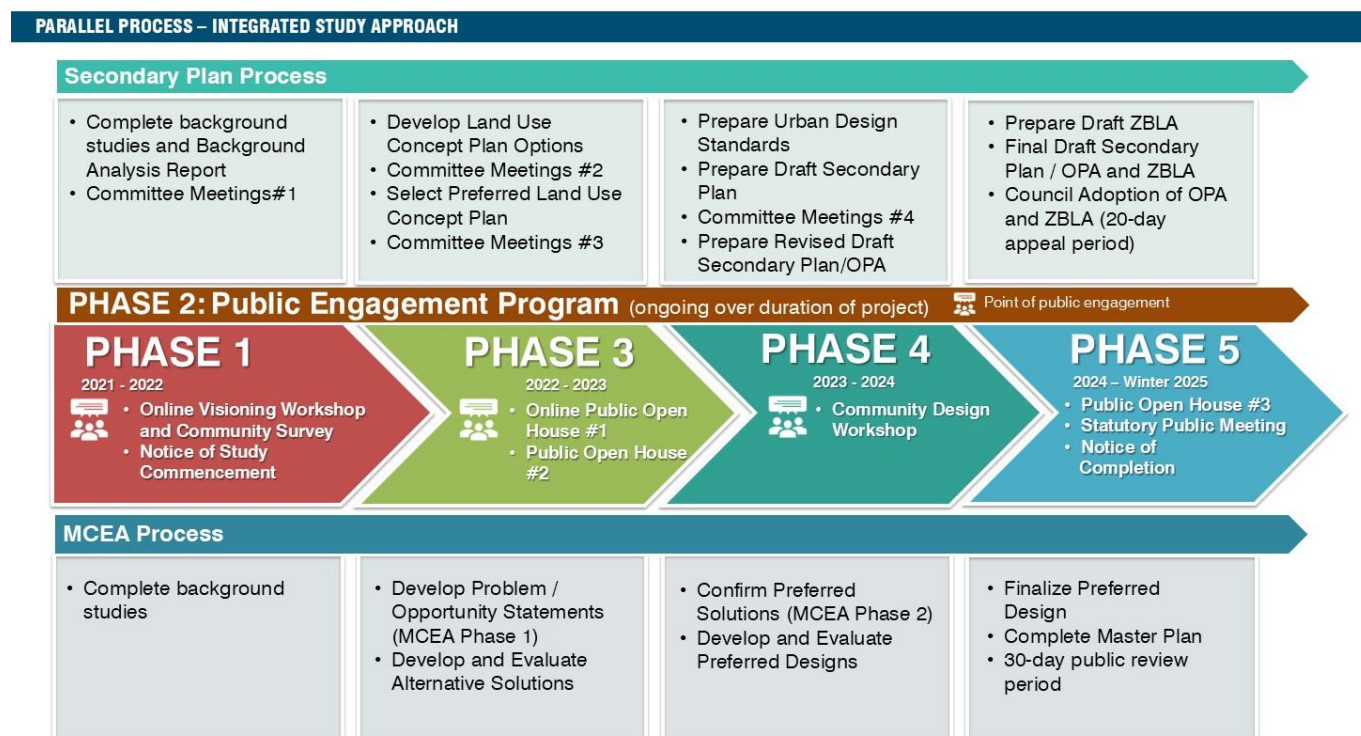 PARALLEL PROCESS – INTEGRATED STUDY APPROACH
Secondary Plan Process
• Complete background
studies and Background
Analysis Report
• Committee Meetings#1
• Develop Land Use
Concept Plan Options
• Committee Meetings #2
• Select Preferred Land Use
Concept Plan
• Committee Meetings #3
• Prepare Urban Design
Standards
• Prepare Draft Secondary
Plan
• Committee Meetings #4
• Prepare Revised Draft
Secondary Plan/OPA
• Prepare Draft ZBLA
• Final Draft Secondary
Plan / OPA and ZBLA
• Council Adoption of OPA
and ZBLA (20-day
appeal period)
PHASE 2: Public Engagement Program (ongoing over duration of project) Point of public engagement
PHASE 1
2021 - 2022
• Online Visioning Workshop
and Community Survey
• Notice of Study
Commencement
PHASE 3
2022 - 2023
• Online Public Open
House #1
• Public Open House
#2
PHASE 4
2023 - 2024
• Community Design
Workshop
PHASE 5
2024 – Winter 2025
• Public Open House #3
• Statutory Public Meeting
• Notice of
Completion
MCEA Process
• Complete background
studies
• Develop Problem /
Opportunity Statements
(MCEA Phase 1)
• Develop and Evaluate
Alternative Solutions
• Confirm Preferred
Solutions (MCEA Phase 2)
• Develop and Evaluate
Preferred Designs
• Finalize Preferred
Design
• Complete Master Plan
• 30-day public review
period